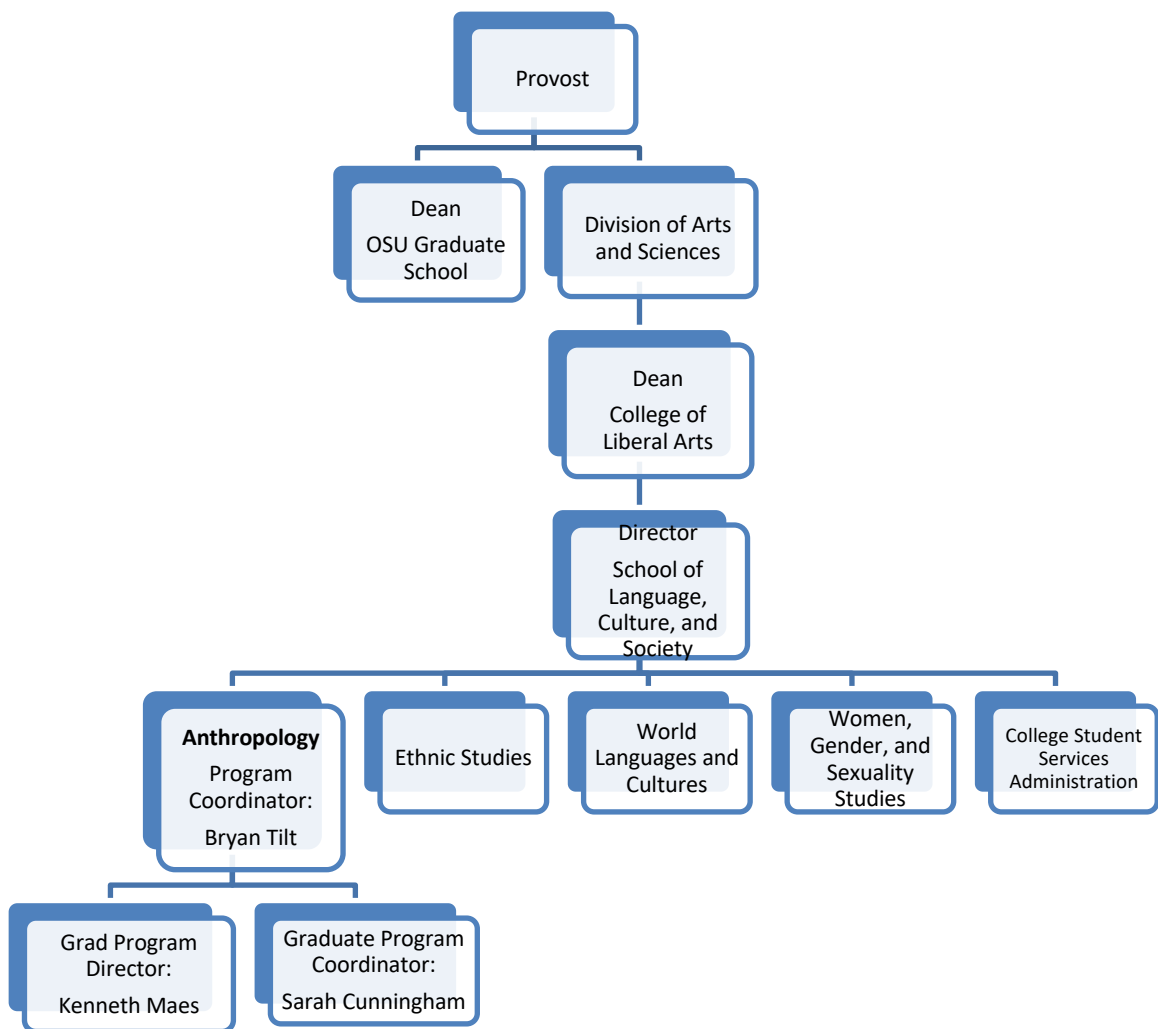 Provost
Dean
OSU Graduate
School
Division of Arts
and Sciences
Dean
College of
Liberal Arts
Director
School of
Language,
Culture, and
Society
Anthropology
Program
Coordinator:
Bryan Tilt
Ethnic Studies
World
Languages and
Cultures
Women,
Gender, and
Sexuality
Studies
College Student
Services
Administration
Grad Program
Director:
Kenneth Maes
Graduate Program
Coordinator:
Sarah Cunningham